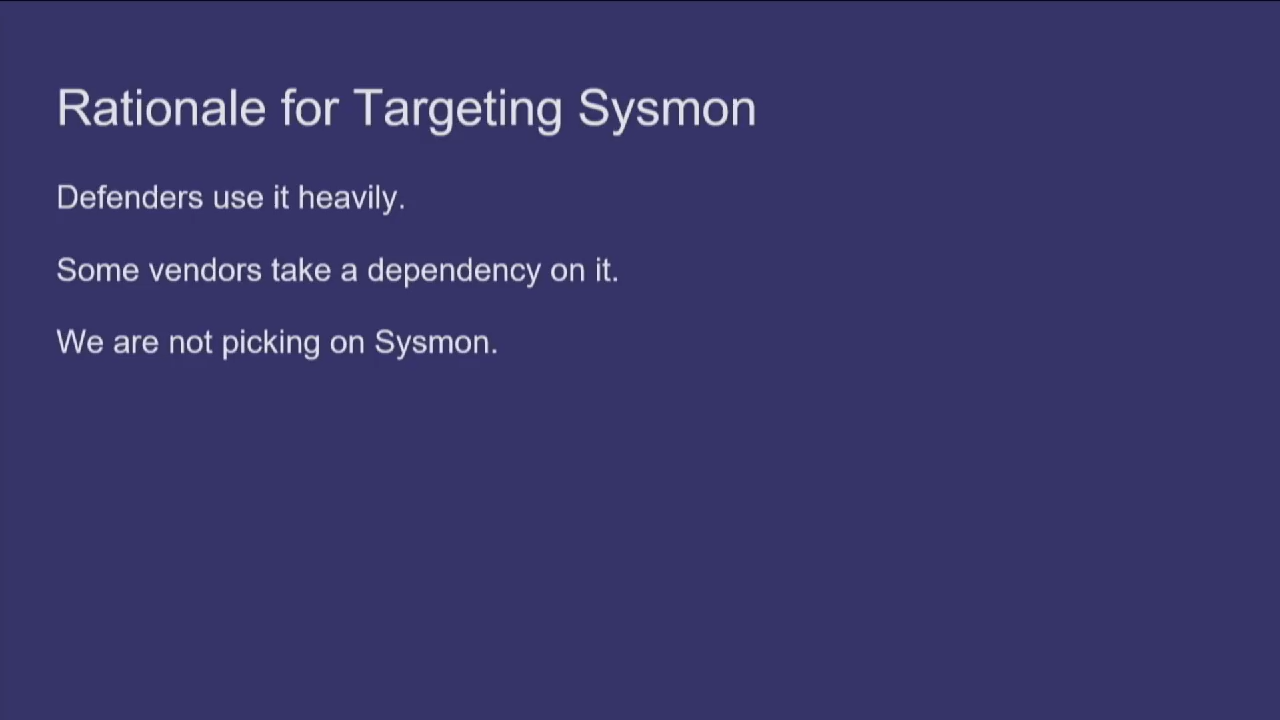 Rationale for Targeting Sysmon
Defenders use it heavily.
Some vendors take a dependency on it.
We are not picking on Sysmon.